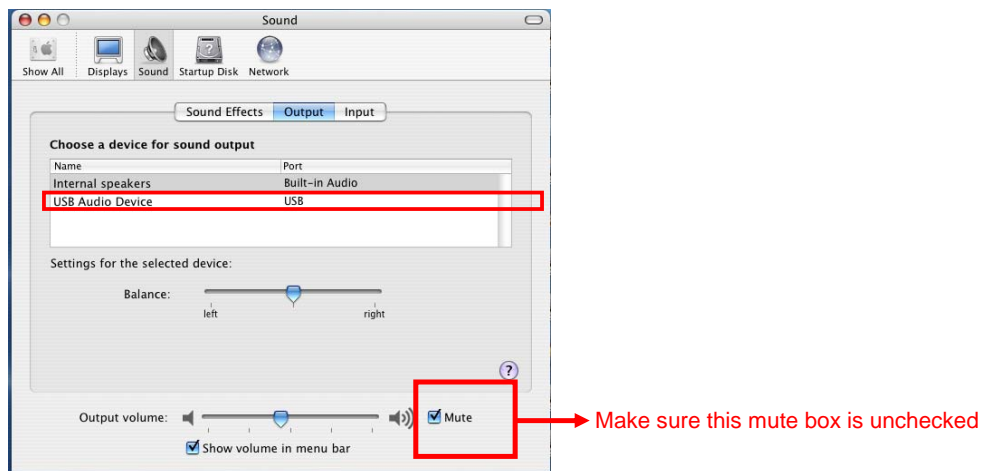 Sound
Show All Displays Sound Startup Disk Network
Sound Effects Output Input
Choose a device for sound output
Name Port
Internal speakers Built-in Audio
USB Audio Device USB
Settings for the selected device:
Balance:
left right
?
Output volume: Mute
Make sure this mute box is unchecked
Show volume in menu bar